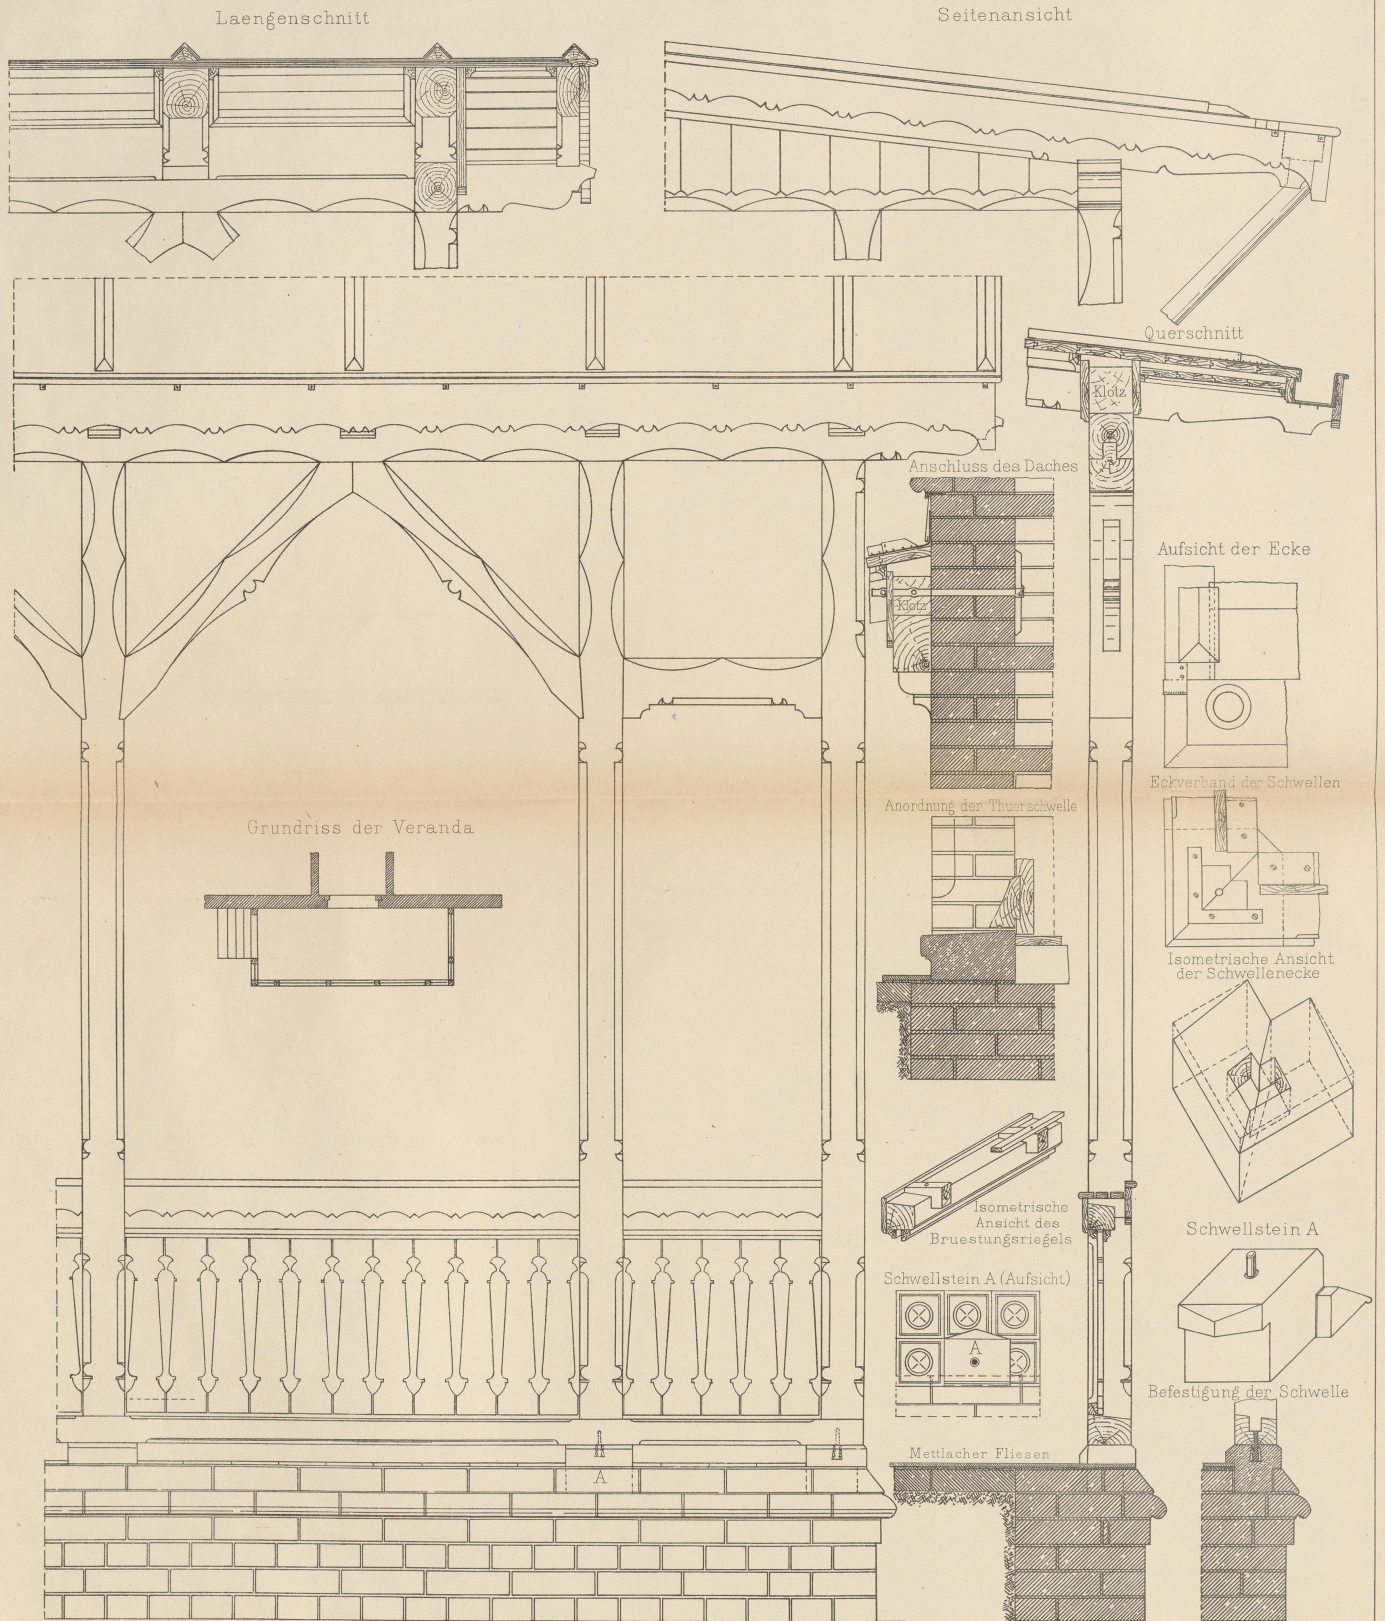 Laengenschnitt
Seitenansicht
Querschnitt
Klotz
Anschluss des Daches
Klotz
Aufsicht der Ecke
Eckverband der Schwellen
Anordnung der Thuerschwelle
Grundriss der Veranda
Isometrische Ansicht
der Schwellenecke
Isometrische
Ansicht des
Bruestungsriegels
Schwellstein A
Schwellstein A (Aufsicht)
A
Befestigung der Schwelle
Mettlacher Fliesen
A